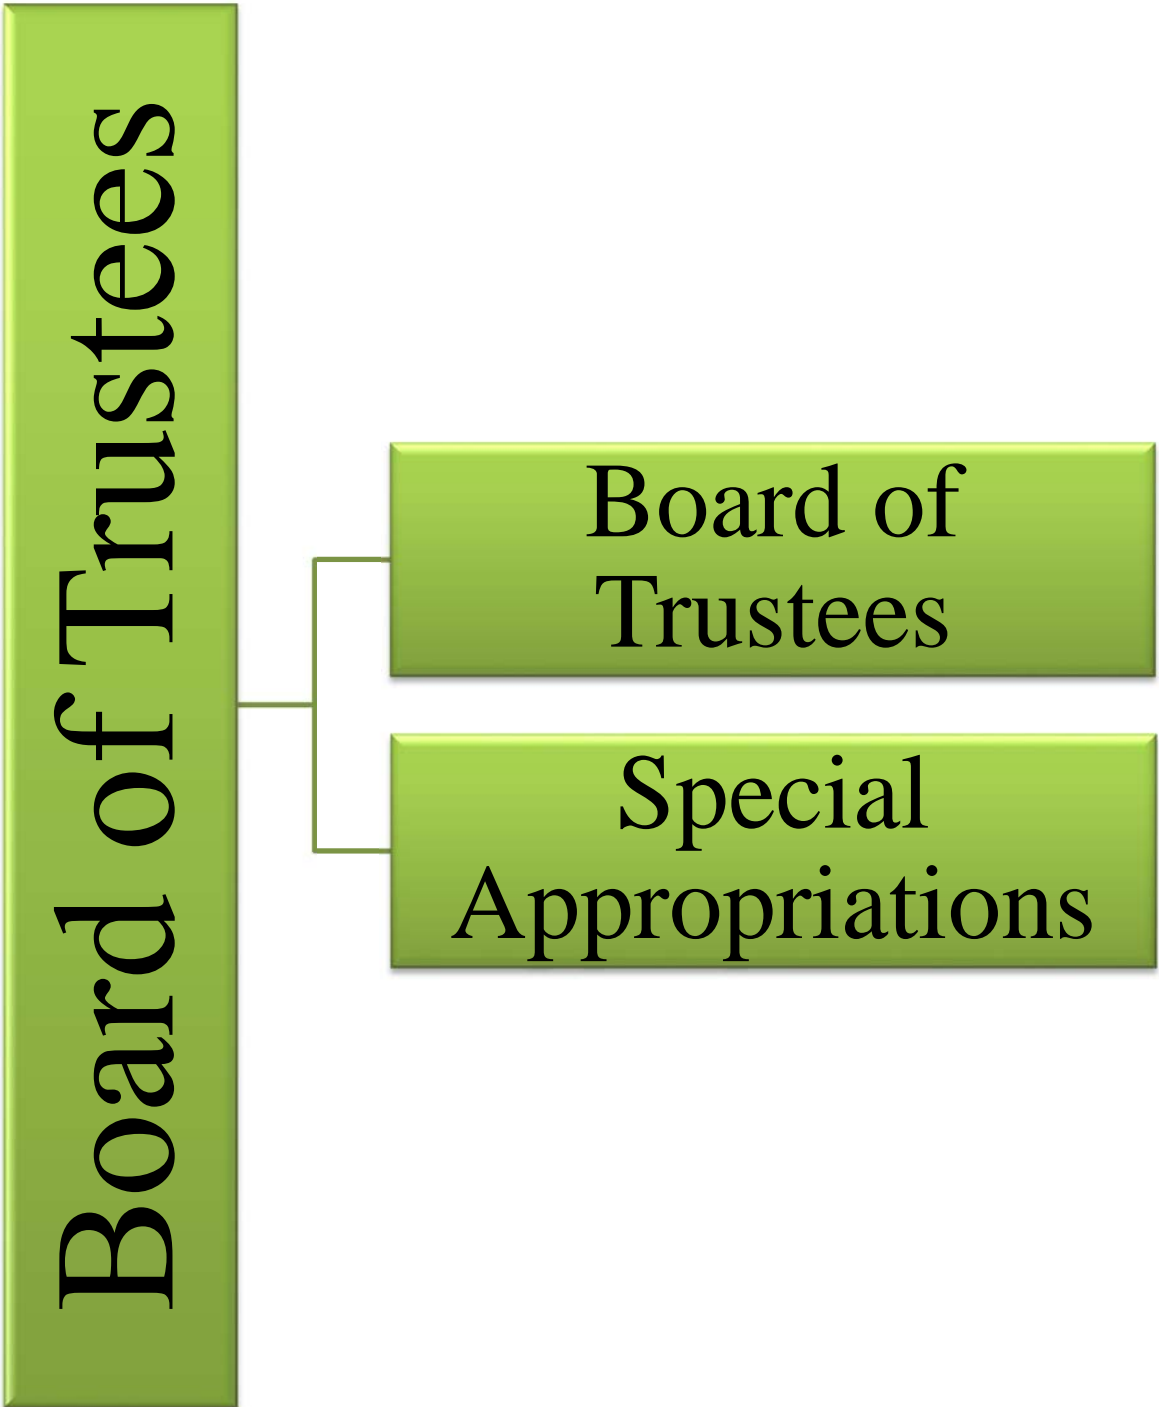 Board of Trustees
Board of
Trustees
Special
Appropriations